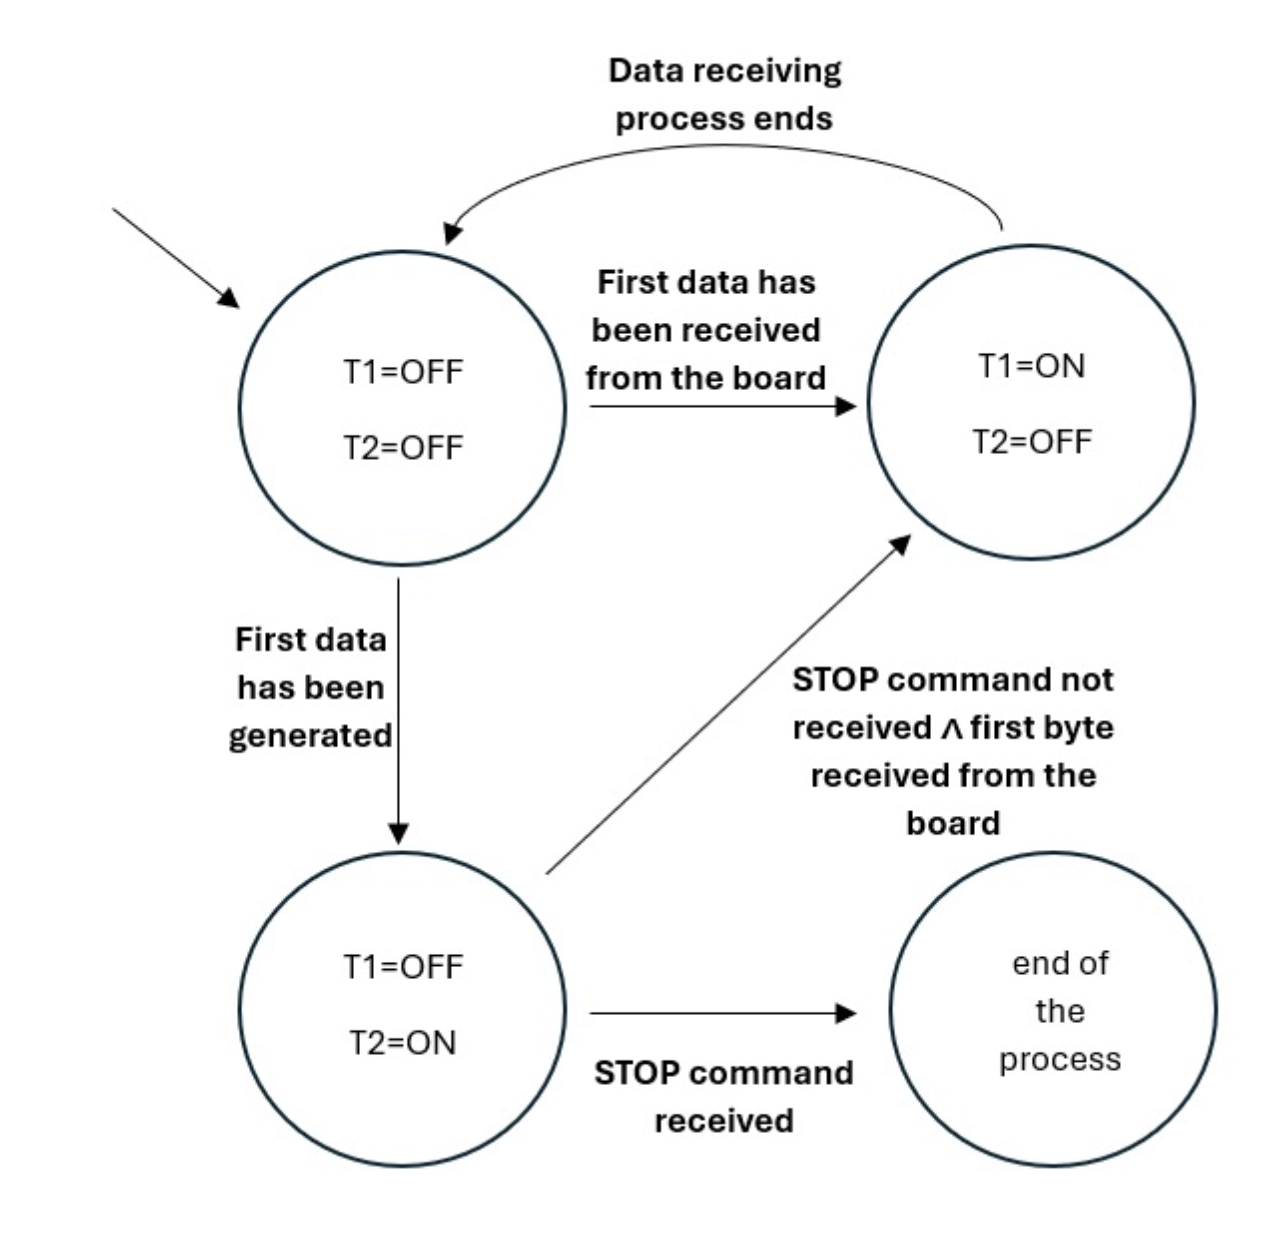 Data receiving
process ends
First data has
been received
from the board
T1=OFF
T2=OFF
T1=ON
T2=OFF
First data
has been
generated
STOP command not
received ∧ first byte
received from the
board
T1=OFF
T2=ON
STOP command
received
end of
the
process